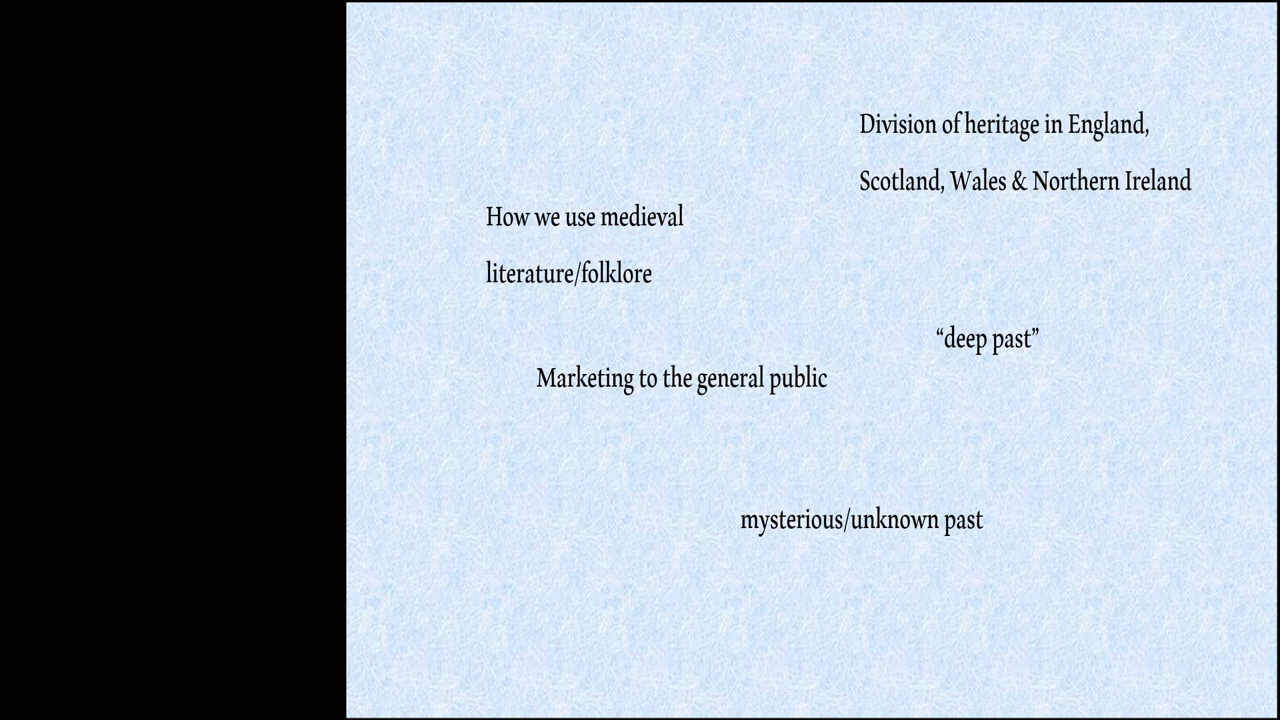 Division of heritage in England,
Scotland, Wales & Northern Ireland
How we use medieval
literature/folklore
“deep past”
Marketing to the general public
mysterious/unknown past